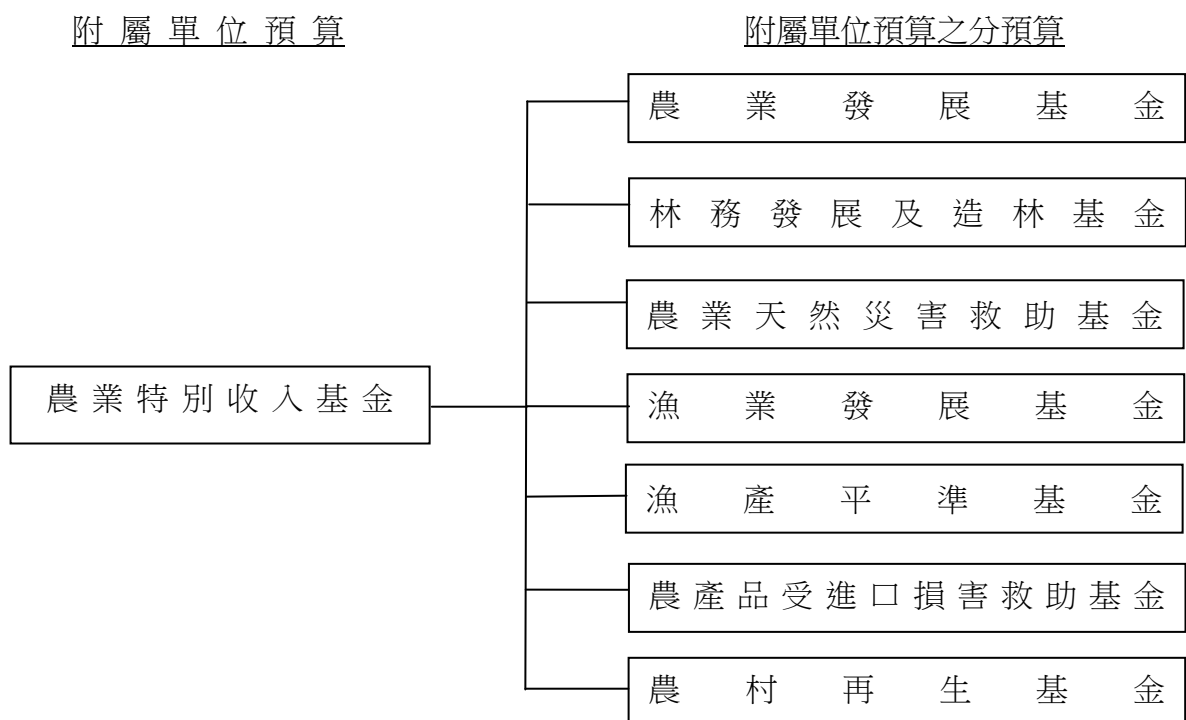 附屬單位預算
附屬單位預算之分預算
農業發展基金
林務發展及造林基金
農業天然災害救助基金
農業特別收入基金
漁業發展基金
漁產平準基金
農產品受進口損害救助基金
農村再生基金